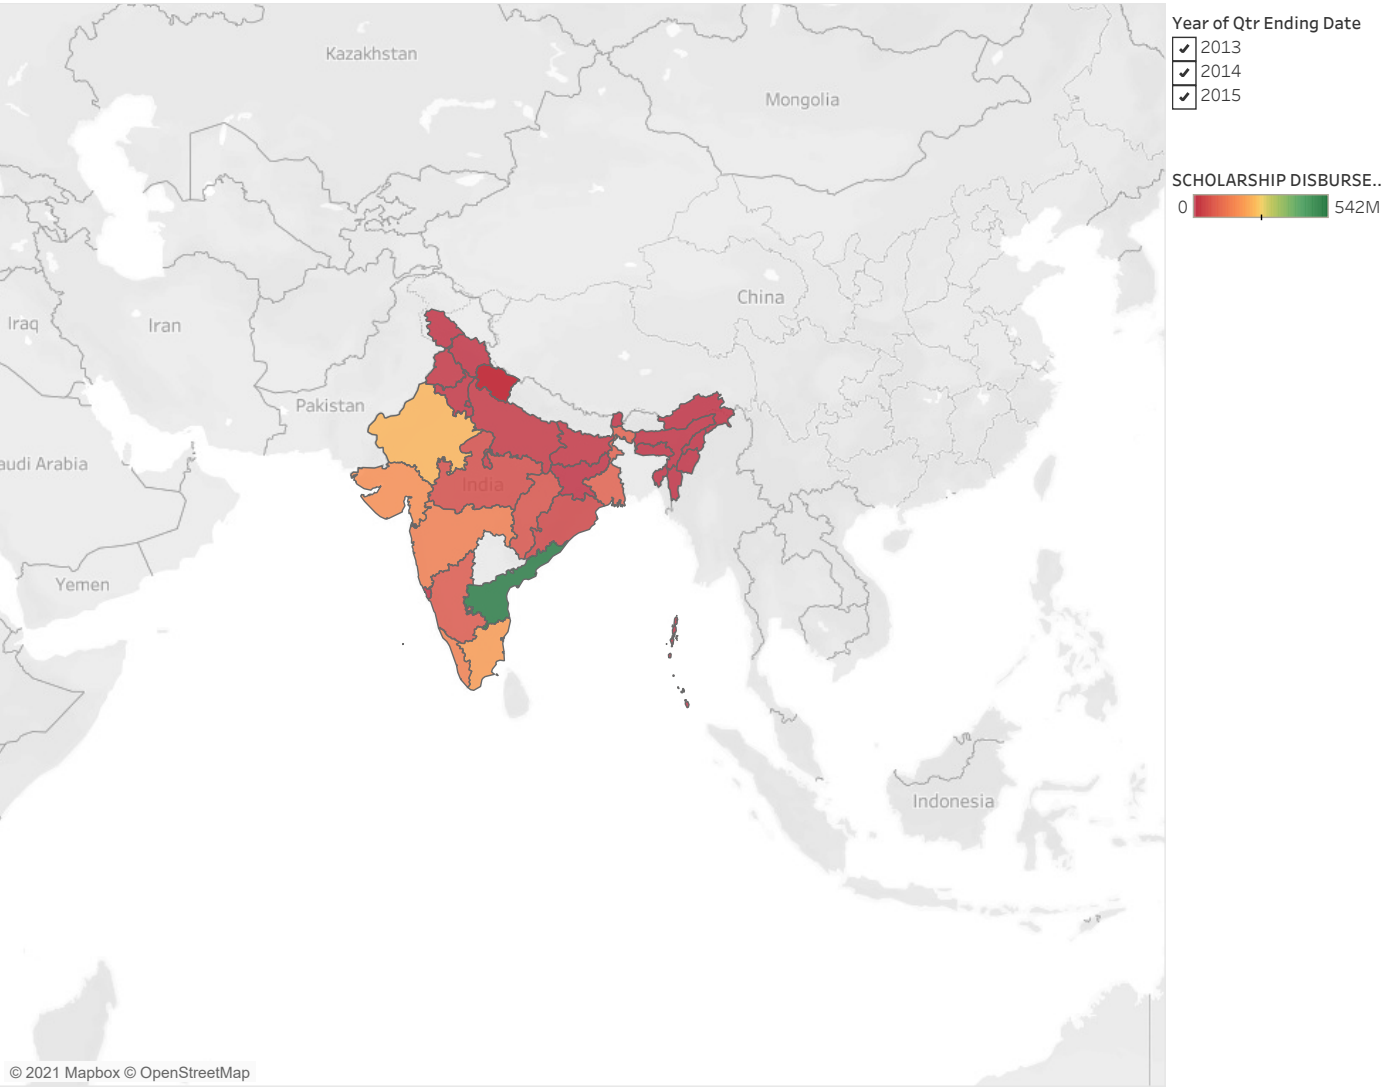 Kazakhstan
Mongolia
China
Iraq
Iran
Pakistan
audi Arabia
India
Yemen
Indonesia
© 2021 Mapbox © OpenStreetMap
Year of Qtr Ending Date
2013
2014
2015
SCHOLARSHIP DISBURSE..
0 542M